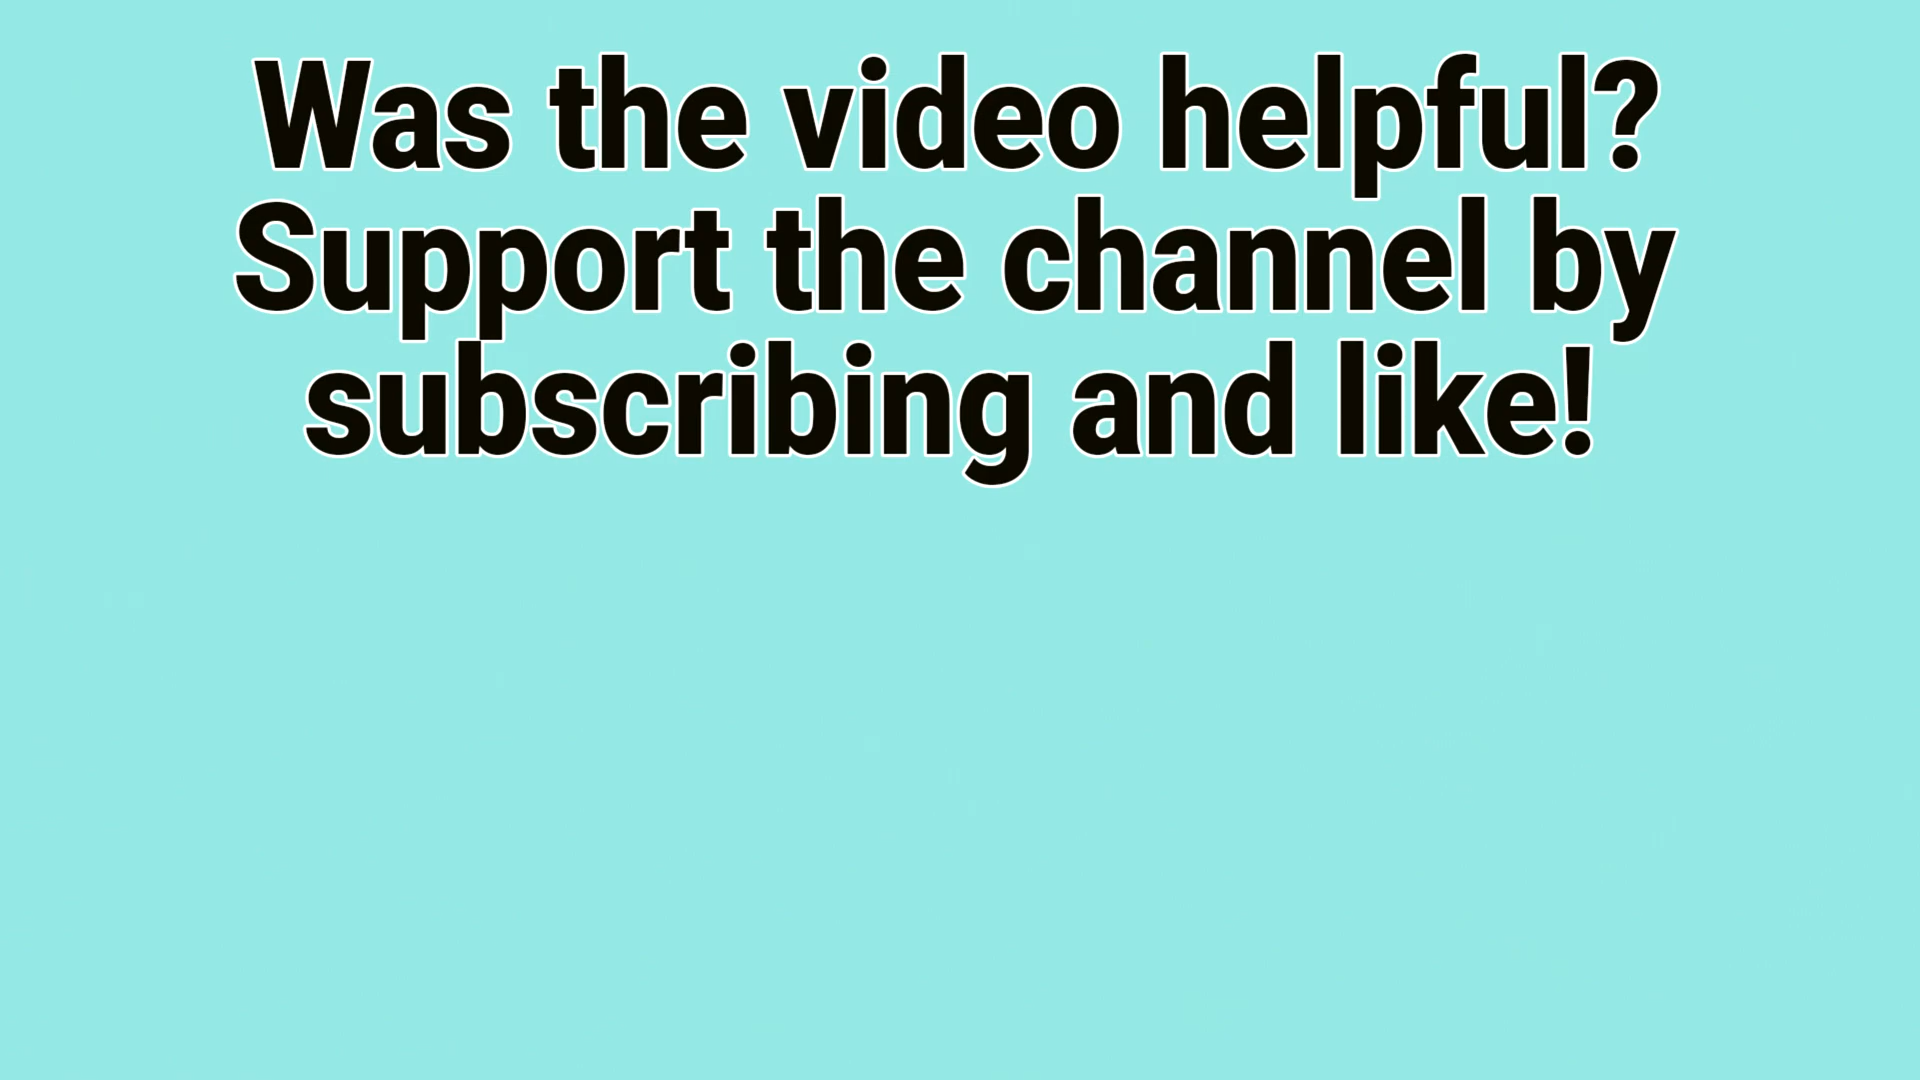 Was the video helpful?
Support the channel by
subscribing and like!